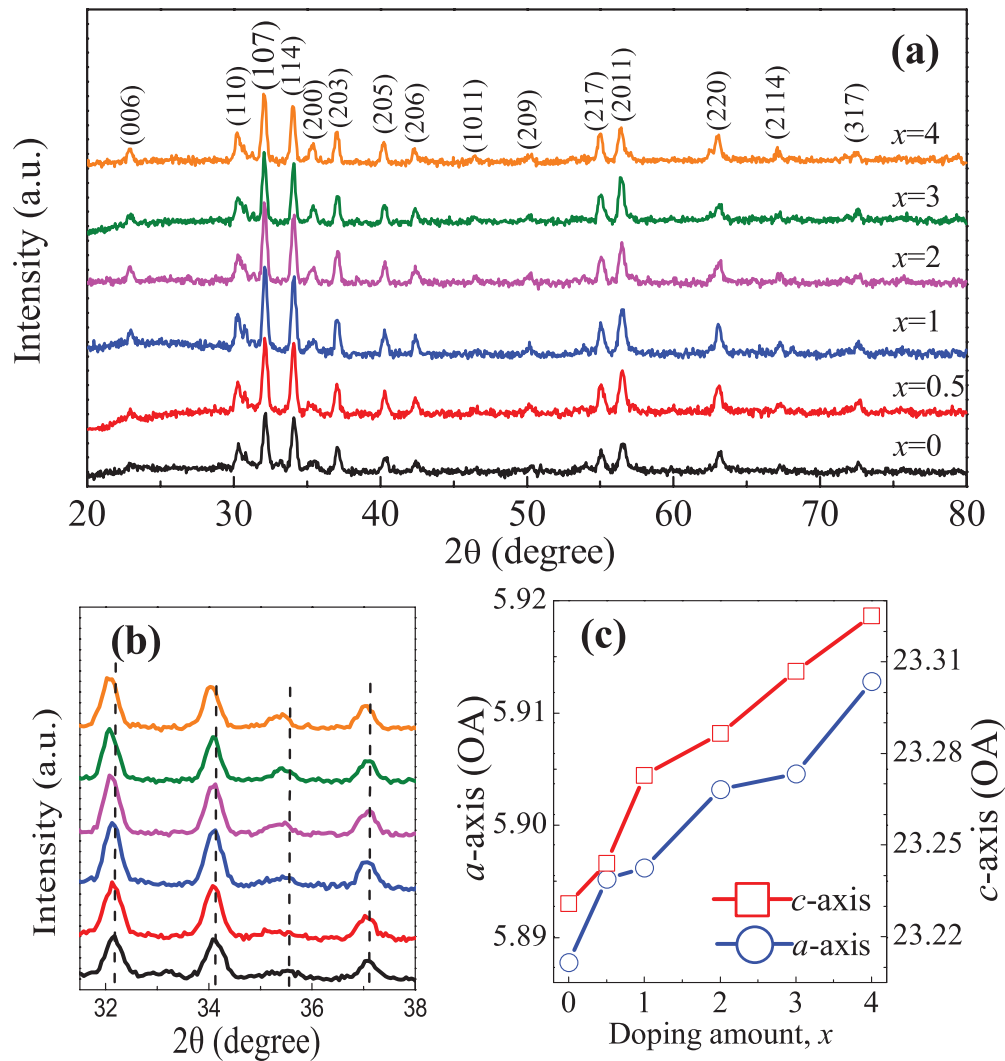 (a)
(006)
(110)
(107)
(114)
(200)
(203)
(205)
(206)
(1011)
(209)
(217)
(2011)
(220)
(2114)
(317)
x=4
x=3
x=2
x=1
x=0.5
x=0
Intensity (a.u.)
20 30 40 50 60 70 80
2θ (degree)
(b)
Intensity (a.u.)
32 34 36 38
2θ (degree)
(c)
5.92
5.91
5.90
5.89
a-axis (OA)
23.31
23.28
23.25
23.22
c-axis (OA)
c-axis
a-axis
0 1 2 3 4
Doping amount, x